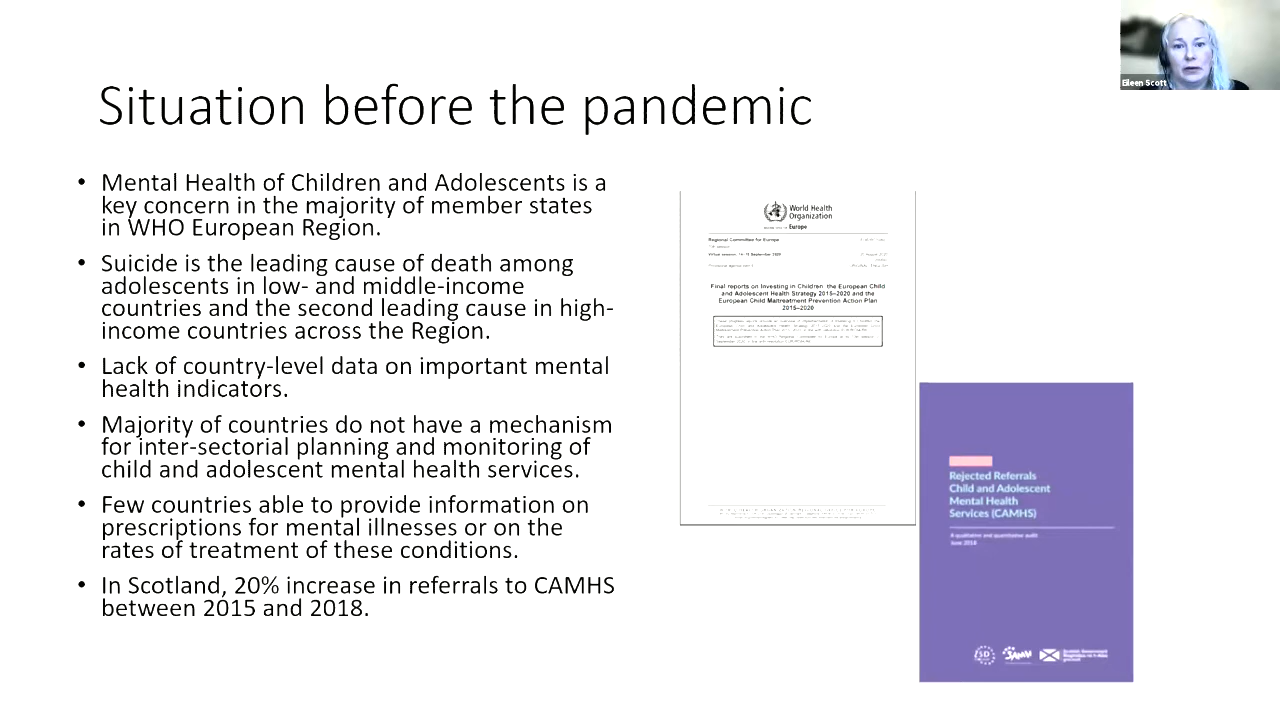 Situation before the pandemic
Eileen Scott
• Mental Health of Children and Adolescents is a
key concern in the majority of member states
in WHO European Region.
• Suicide is the leading cause of death among
adolescents in low- and middle-income
countries and the second leading cause in high-
income countries across the Region.
• Lack of country-level data on important mental
health indicators.
• Majority of countries do not have a mechanism
for inter-sectorial planning and monitoring of
child and adolescent mental health services.
• Few countries able to provide information on
prescriptions for mental illnesses or on the
rates of treatment of these conditions.
• In Scotland, 20% increase in referrals to CAMHS
between 2015 and 2018.
World Health
Organization
Europe
Regional Committee for Europe
Final reports on Investing in Children: the European Child
and Adolescent Health Strategy 2015–2020 and the
European Child Maltreatment Prevention Action Plan
2015–2020
Rejected Referrals
Child and Adolescent
Mental Health
Services (CAMHS)
A qualitative and quantitative audit
June 2018
SAMH
Scottish Government